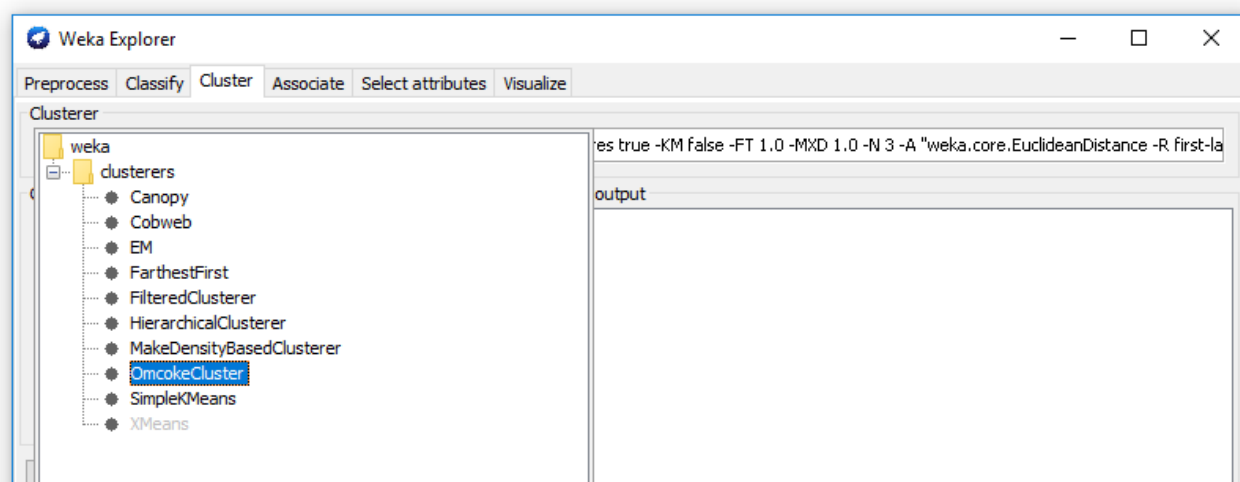 Weka Explorer
Preprocess Classify Cluster Associate Select attributes Visualize
Clusterer
weka
res true -KM false -FT 1.0 -MXD 1.0 -N 3 -A "weka.core.EuclideanDistance -R first-la
clusterers
output
Canopy
Cobweb
EM
FarthestFirst
FilteredClusterer
HierarchicalClusterer
MakeDensityBasedClusterer
OmcokeCluster
SimpleKMeans
XMeans